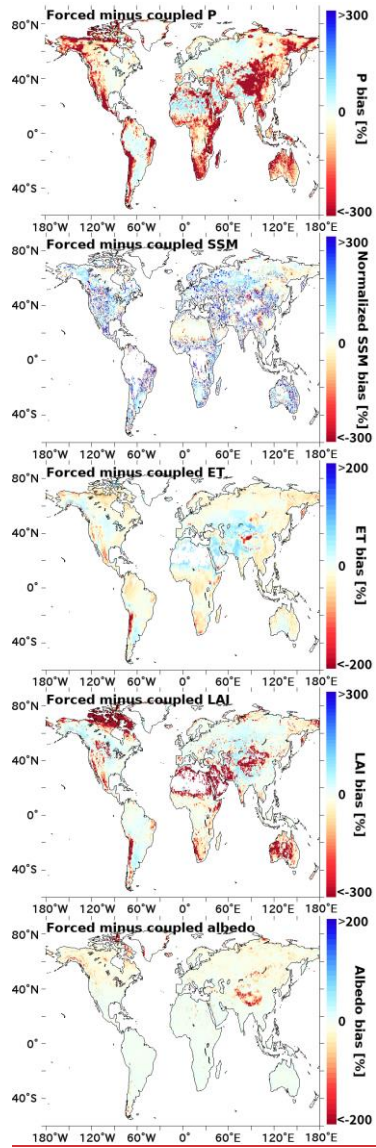 Forced minus coupled P
80°N
40°N
0°
40°S
180°W 120°W 60°W 0° 60°E 120°E 180°E
>300
0
<-300
P bias [%]
Forced minus coupled SSM
80°N
40°N
0°
40°S
180°W 120°W 60°W 0° 60°E 120°E 180°E
>300
0
<-300
Normalized SSM bias [%]
Forced minus coupled ET
80°N
40°N
0°
40°S
180°W 120°W 60°W 0° 60°E 120°E 180°E
>200
0
<-200
ET bias [%]
Forced minus coupled LAI
80°N
40°N
0°
40°S
180°W 120°W 60°W 0° 60°E 120°E 180°E
>300
0
<-300
LAI bias [%]
Forced minus coupled albedo
80°N
40°N
0°
40°S
180°W 120°W 60°W 0° 60°E 120°E 180°E
>200
0
<-200
Albedo bias [%]